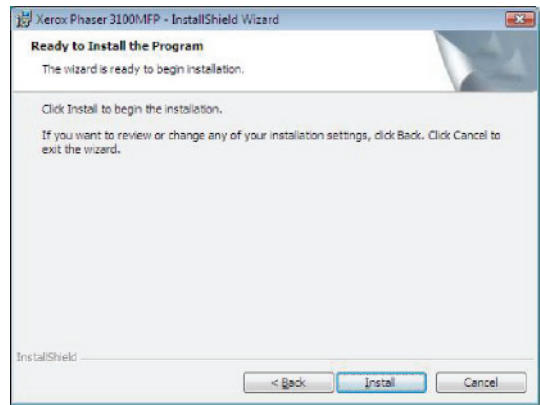 Xerox Phaser 3100MFP - InstallShield Wizard
Ready to Install the Program
The wizard is ready to begin installation.
Click Install to begin the installation.
If you want to review or change any of your installation settings, click Back. Click Cancel to
exit the wizard.
InstallShield
< Back
Install
Cancel